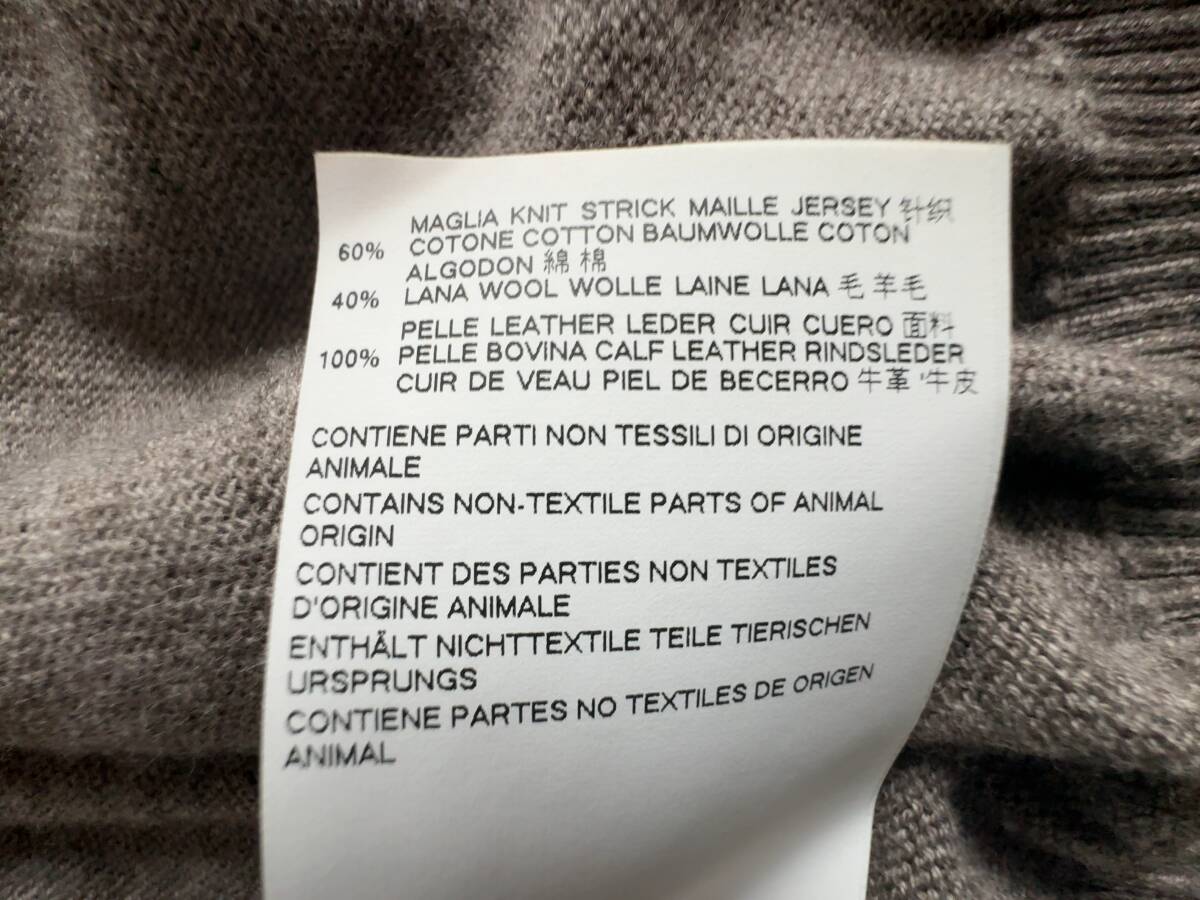 MAGLIA KNIT STRICK MAILLE JERSEY 针织
60% COTONE COTTON BAUMWOLLE COTON
ALGODON 綿 棉
40% LANA WOOL WOLLE LAINE LANA 毛 羊毛
PELLE LEATHER LEDER CUIR CUERO 面料
100% PELLE BOVINA CALF LEATHER RINDSLEDER
CUIR DE VEAU PIEL DE BECERRO 牛革 '牛皮
CONTIENE PARTI NON TESSILI DI ORIGINE
ANIMALE
CONTAINS NON-TEXTILE PARTS OF ANIMAL
ORIGIN
CONTIENT DES PARTIES NON TEXTILES
D'ORIGINE ANIMALE
ENTHÄLT NICHTTEXTILE TEILE TIERISCHEN
URSPRUNGS
CONTIENE PARTES NO TEXTILES DE ORIGEN
ANIMAL